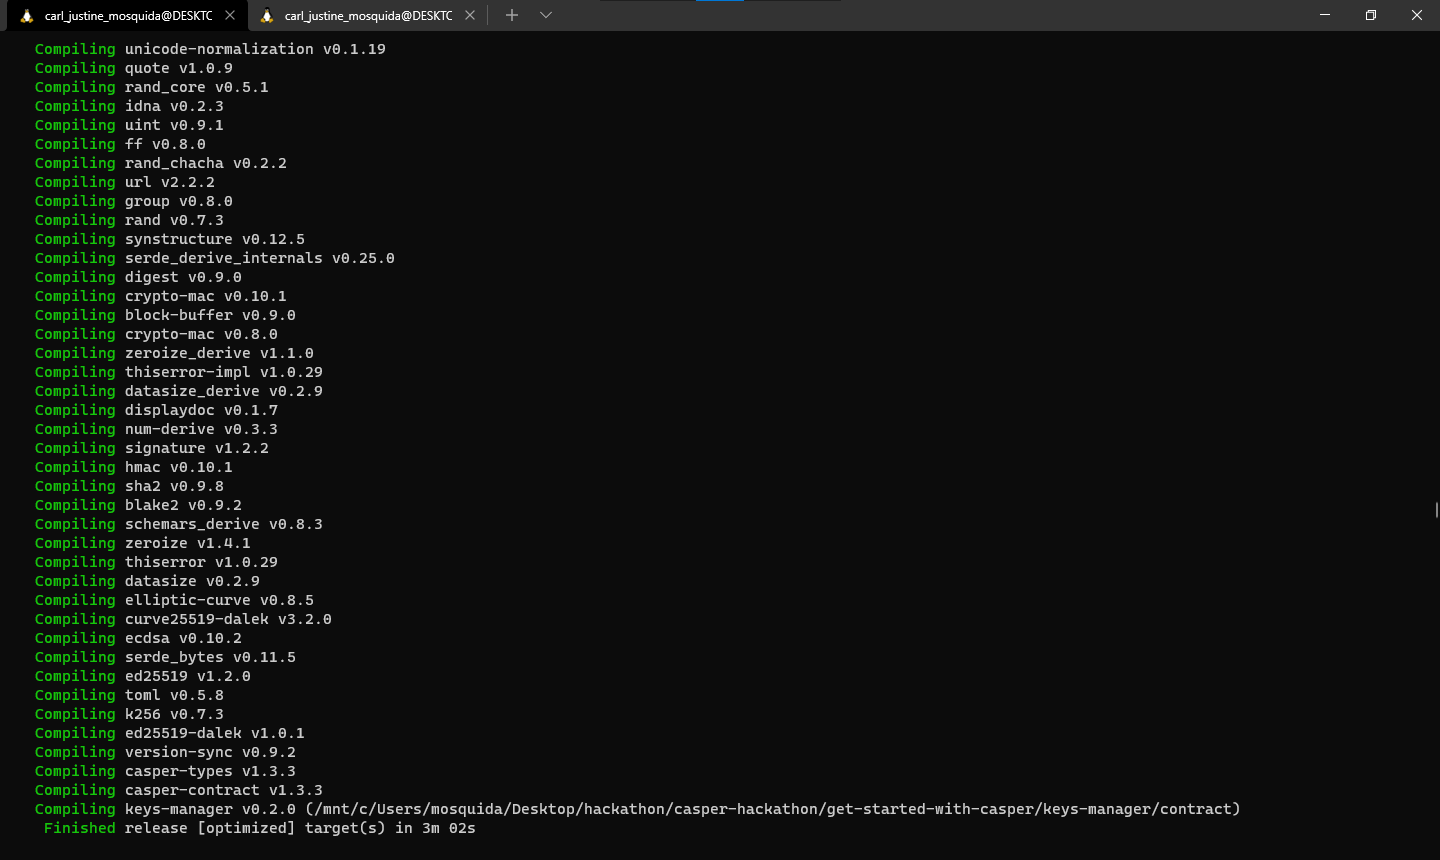 carl_justine_mosquida@DESKTC
carl_justine_mosquida@DESKTC
Compiling unicode-normalization v0.1.19
Compiling quote v1.0.9
Compiling rand_core v0.5.1
Compiling idna v0.2.3
Compiling uint v0.9.1
Compiling ff v0.8.0
Compiling rand_chacha v0.2.2
Compiling url v2.2.2
Compiling group v0.8.0
Compiling rand v0.7.3
Compiling synstructure v0.12.5
Compiling serde_derive_internals v0.25.0
Compiling digest v0.9.0
Compiling crypto-mac v0.10.1
Compiling block-buffer v0.9.0
Compiling crypto-mac v0.8.0
Compiling zeroize_derive v1.1.0
Compiling thiserror-impl v1.0.29
Compiling datasize_derive v0.2.9
Compiling displaydoc v0.1.7
Compiling num-derive v0.3.3
Compiling signature v1.2.2
Compiling hmac v0.10.1
Compiling sha2 v0.9.8
Compiling blake2 v0.9.2
Compiling schemars_derive v0.8.3
Compiling zeroize v1.4.1
Compiling thiserror v1.0.29
Compiling datasize v0.2.9
Compiling elliptic-curve v0.8.5
Compiling curve25519-dalek v3.2.0
Compiling ecdsa v0.10.2
Compiling serde_bytes v0.11.5
Compiling ed25519 v1.2.0
Compiling toml v0.5.8
Compiling k256 v0.7.3
Compiling ed25519-dalek v1.0.1
Compiling version-sync v0.9.2
Compiling casper-types v1.3.3
Compiling casper-contract v1.3.3
Compiling keys-manager v0.2.0 (/mnt/c/Users/mosquida/Desktop/hackathon/casper-hackathon/get-started-with-casper/keys-manager/contract)
Finished release [optimized] target(s) in 3m 02s